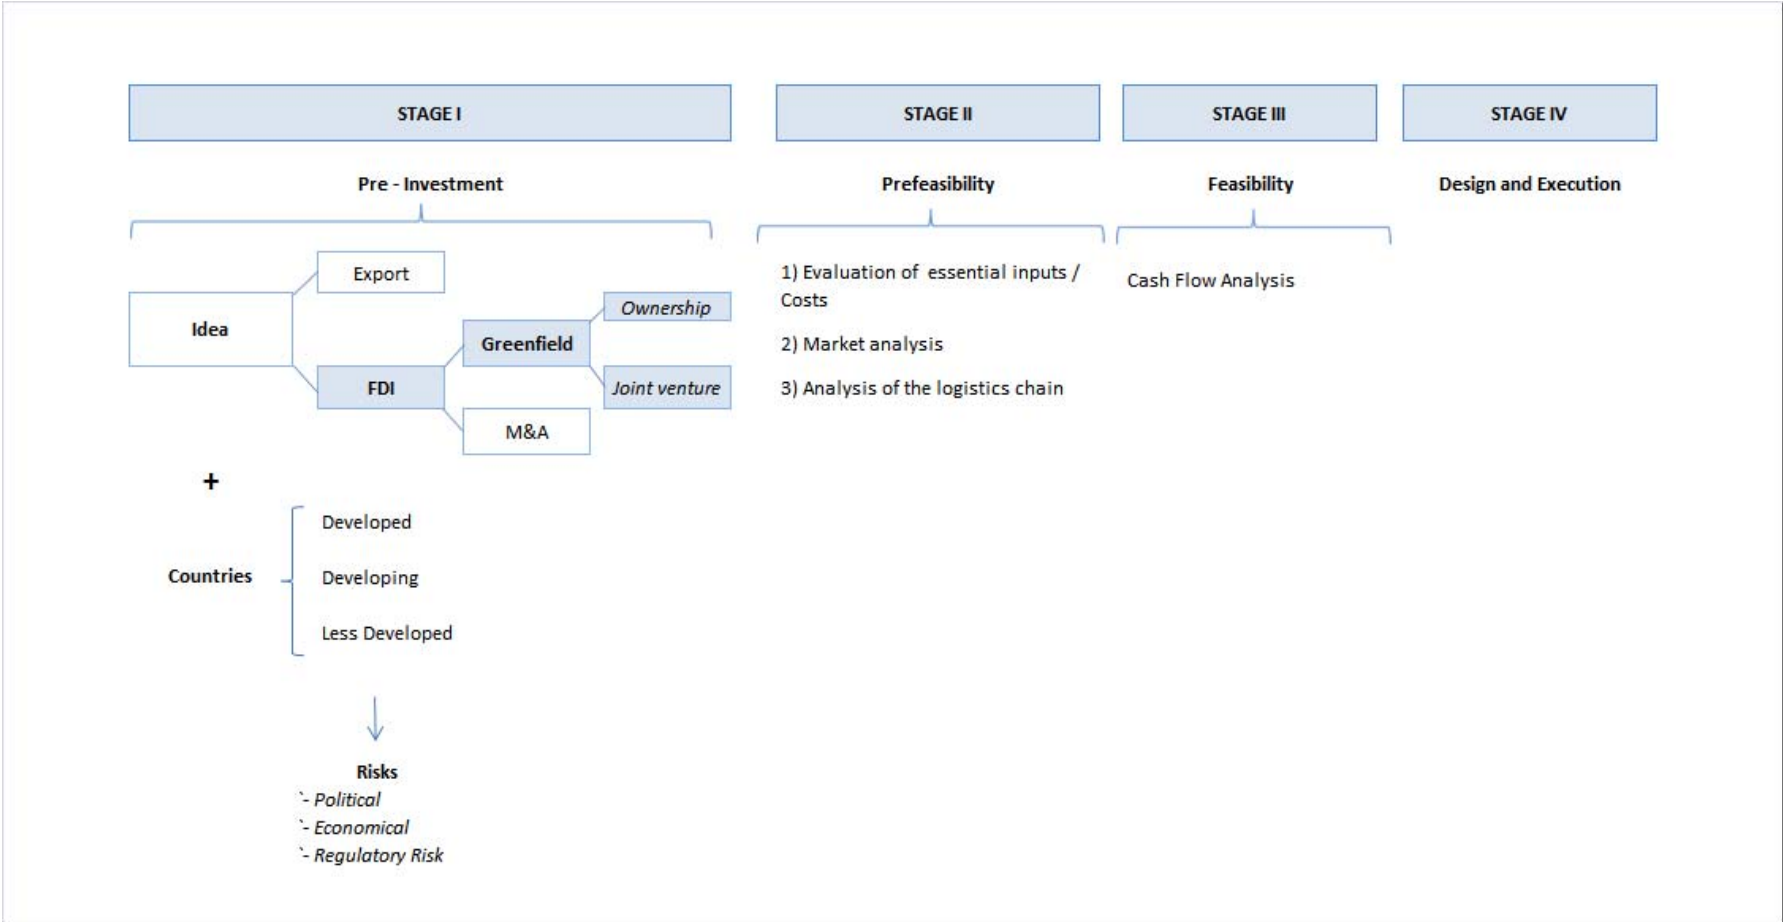 STAGE I
STAGE II
STAGE III
STAGE IV
Pre - Investment
Prefeasibility
Feasibility
Design and Execution
Idea
Export
FDI
Greenfield
M&A
Ownership
Joint venture
1) Evaluation of essential inputs /
Costs
2) Market analysis
3) Analysis of the logistics chain
Cash Flow Analysis
+
Countries
Developed
Developing
Less Developed
Risks
`- Political
`- Economical
`- Regulatory Risk